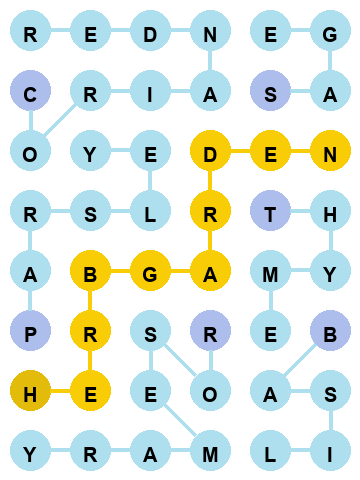 R E D N E G
C R I A S A
O Y E D E N
R S L R T H
A B G A M Y
P R S R E B
H E E O A S
Y R A M L I